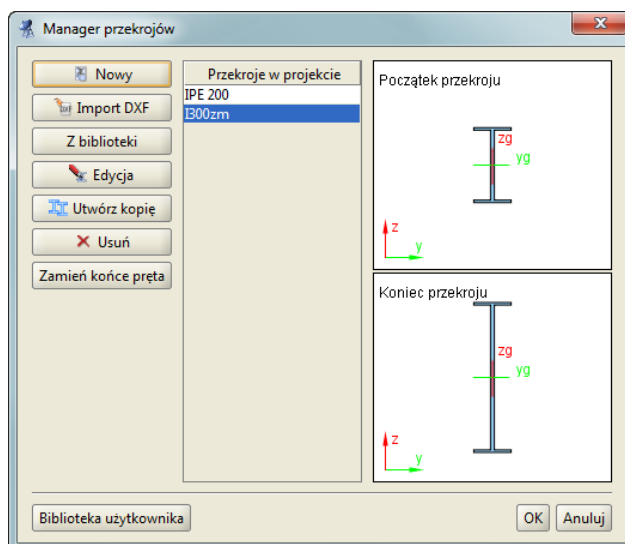 Manager przekrojów
Nowy
Import DXF
Z biblioteki
Edycja
Utwórz kopię
Usuń
Zamień końce pręta
Przekroje w projekcie
IPE 200
I300zm
Początek przekroju
zg
yg
z
y
Koniec przekroju
zg
yg
z
y
Biblioteka użytkownika
OK
Anuluj